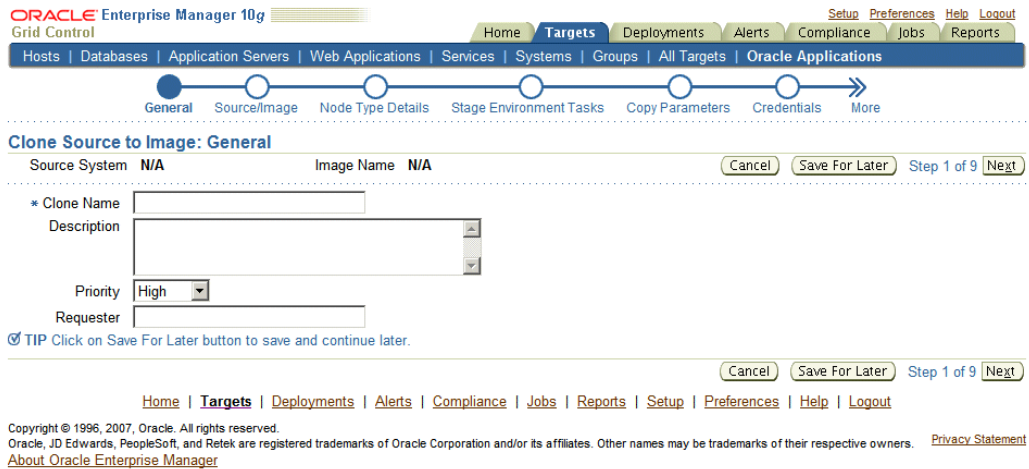 ORACLE Enterprise Manager 10g
Grid Control
Setup Preferences Help Logout
Home Targets Deployments Alerts Compliance Jobs Reports
Hosts | Databases | Application Servers | Web Applications | Services | Systems | Groups | All Targets | Oracle Applications
General Source/Image Node Type Details Stage Environment Tasks Copy Parameters Credentials More
Clone Source to Image: General
Source System N/A Image Name N/A Cancel Save For Later Step 1 of 9 Next
* Clone Name
Description
Priority High
Requester
TIP Click on Save For Later button to save and continue later.
Cancel Save For Later Step 1 of 9 Next
Home | Targets | Deployments | Alerts | Compliance | Jobs | Reports | Setup | Preferences | Help | Logout
Copyright © 1996, 2007, Oracle. All rights reserved.
Oracle, JD Edwards, PeopleSoft, and Retek are registered trademarks of Oracle Corporation and/or its affiliates. Other names may be trademarks of their respective owners. Privacy Statement
About Oracle Enterprise Manager